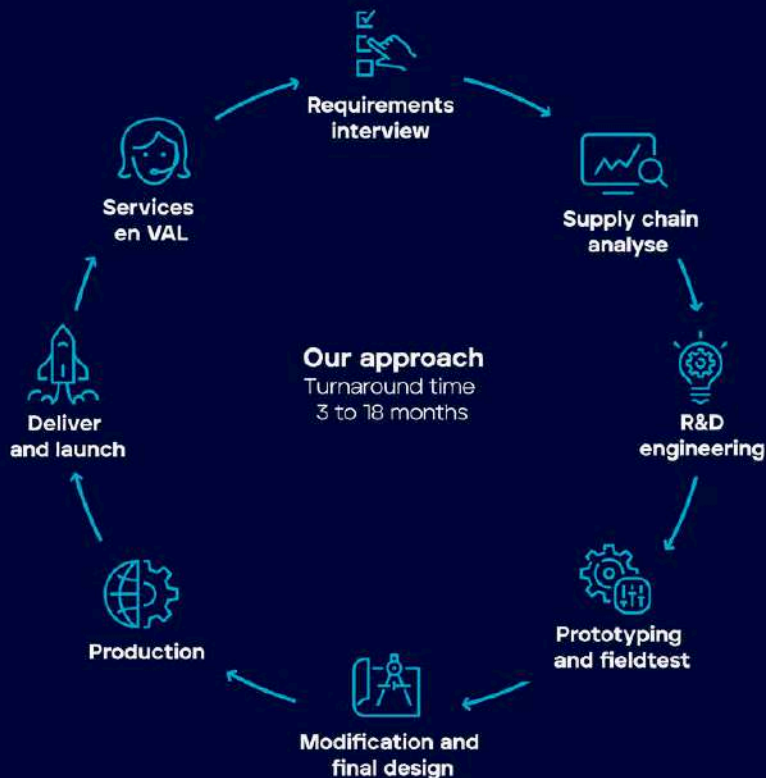 Requirements
interview
Supply chain
analyse
R&D
engineering
Prototyping
and fieldtest
Modification and
final design
Production
Deliver
and launch
Services
en VAL
Our approach
Turnaround time
3 to 18 months